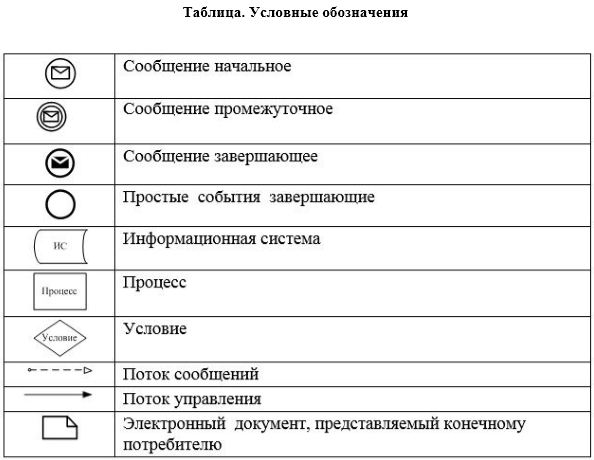 Таблица. Условные обозначения
Сообщение начальное
Сообщение промежуточное
Сообщение завершающее
Простые события завершающие
ИС
Информационная система
Процесс
Процесс
Условие
Условие
Поток сообщений
Поток управления
Электронный документ, представляемый конечному
потребителю